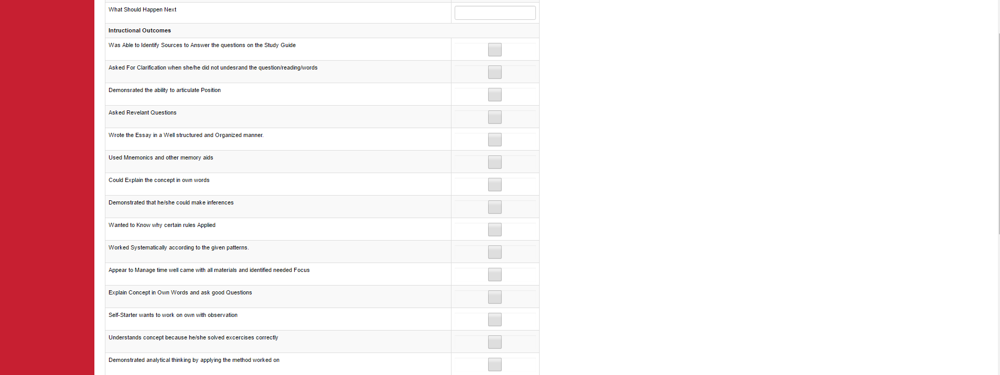 What Should Happen Next
Intructional Outcomes
Was Able to Identify Sources to Answer the questions on the Study Guide
Asked For Clarification when she/he did not undesrand the question/reading/words
Demonsrated the ability to articulate Position
Asked Revelant Questions
Wrote the Essay in a Well structured and Organized manner.
Used Mnemonics and other memory aids
Could Explain the concept in own words
Demonstrated that he/she could make inferences
Wanted to Know why certain rules Applied
Worked Systematically according to the given patterns.
Appear to Manage time well came with all materials and identified needed Focus
Explain Concept in Own Words and ask good Questions
Self-Starter wants to work on own with observation
Understands concept because he/she solved excercises correctly
Demonstrated analytical thinking by applying the method worked on